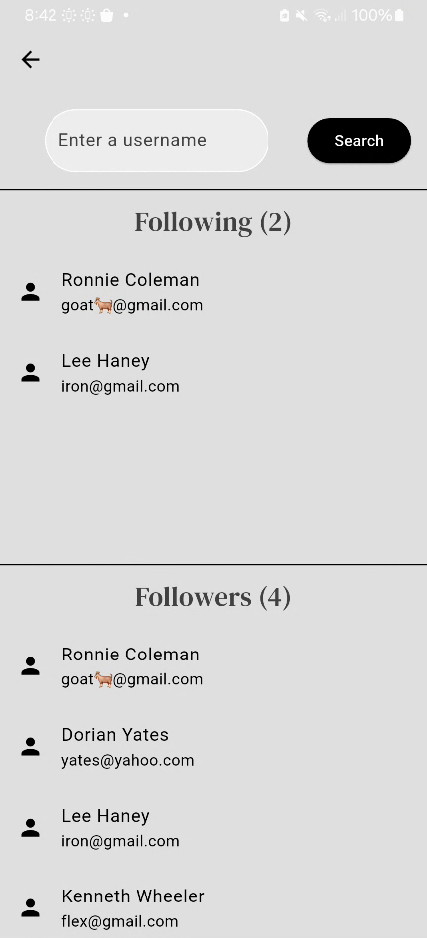 8:42
100%
Enter a username
Search
Following (2)
Ronnie Coleman
goat🐐@gmail.com
Lee Haney
iron@gmail.com
Followers (4)
Ronnie Coleman
goat🐐@gmail.com
Dorian Yates
yates@yahoo.com
Lee Haney
iron@gmail.com
Kenneth Wheeler
flex@gmail.com